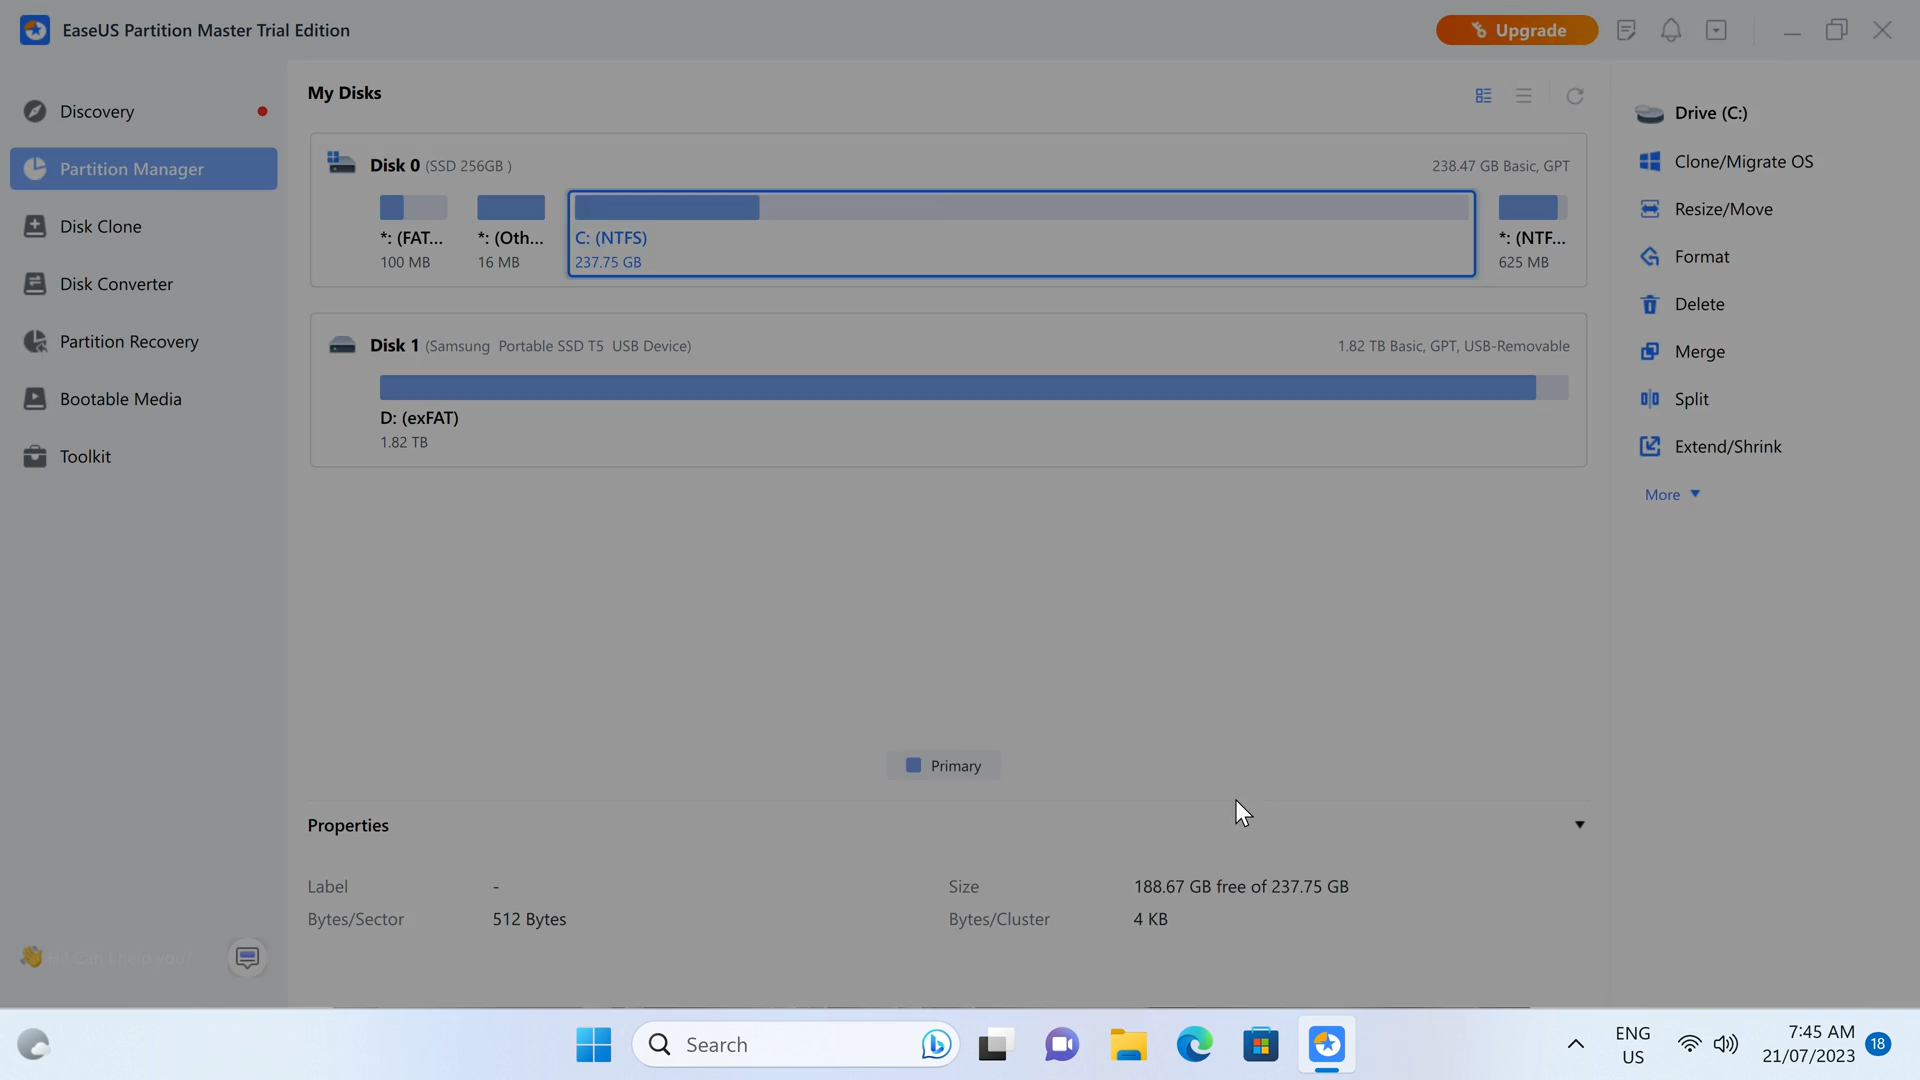 EaseUS Partition Master Trial Edition
Upgrade
Discovery
Partition Manager
Disk Clone
Disk Converter
Partition Recovery
Bootable Media
Toolkit
Hi! Can I help you?
My Disks
Disk 0 (SSD 256GB )
238.47 GB Basic, GPT
*: (FAT...
100 MB
*: (Oth...
16 MB
C: (NTFS)
237.75 GB
*: (NTF...
625 MB
Disk 1 (Samsung Portable SSD T5 USB Device)
1.82 TB Basic, GPT, USB-Removable
D: (exFAT)
1.82 TB
Primary
Properties
Label -
Size 188.67 GB free of 237.75 GB
Bytes/Sector 512 Bytes
Bytes/Cluster 4 KB
Drive (C:)
Clone/Migrate OS
Resize/Move
Format
Delete
Merge
Split
Extend/Shrink
More
Search
ENG
US
7:45 AM
21/07/2023
18